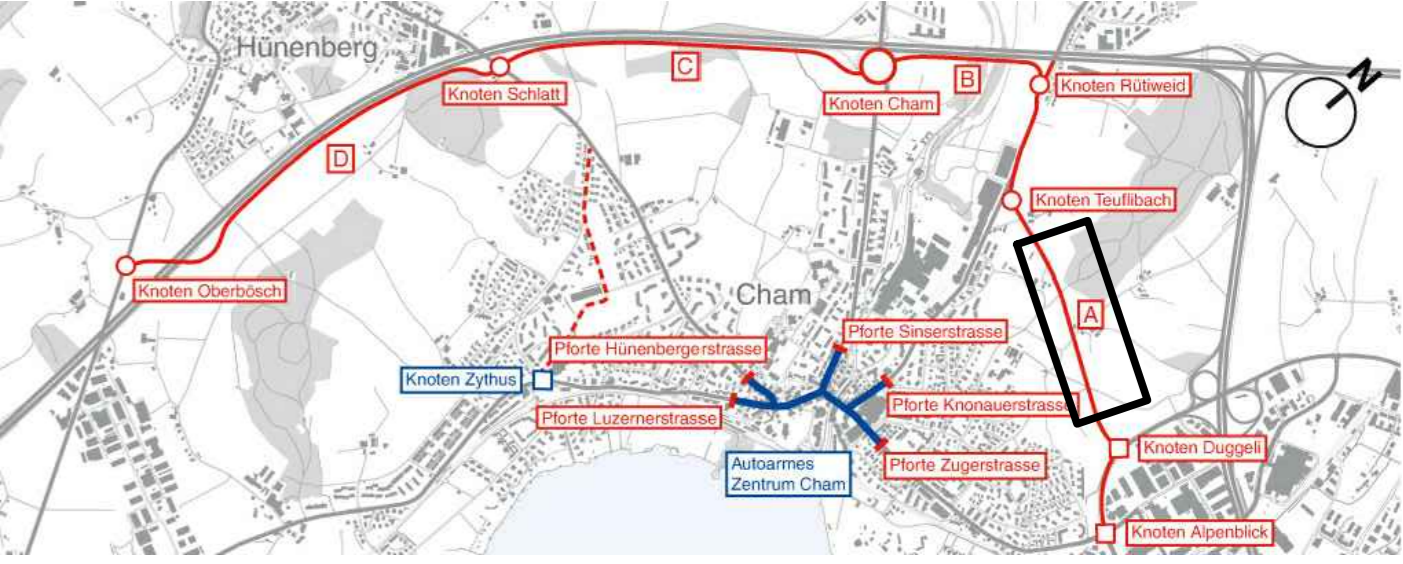 Hünenberg
N
Knoten Schlatt
C
B
Knoten Cham
Knoten Rütiweid
D
Knoten Teuflibach
Knoten Oberbösch
Cham
A
Pforte Sinserstrasse
Pforte Hünenbergerstrasse
Knoten Zythus
Pforte Knonauerstrasse
Pforte Luzernerstrasse
Knoten Duggeli
Autoarmes
Zentrum Cham
Pforte Zugerstrasse
Knoten Alpenblick